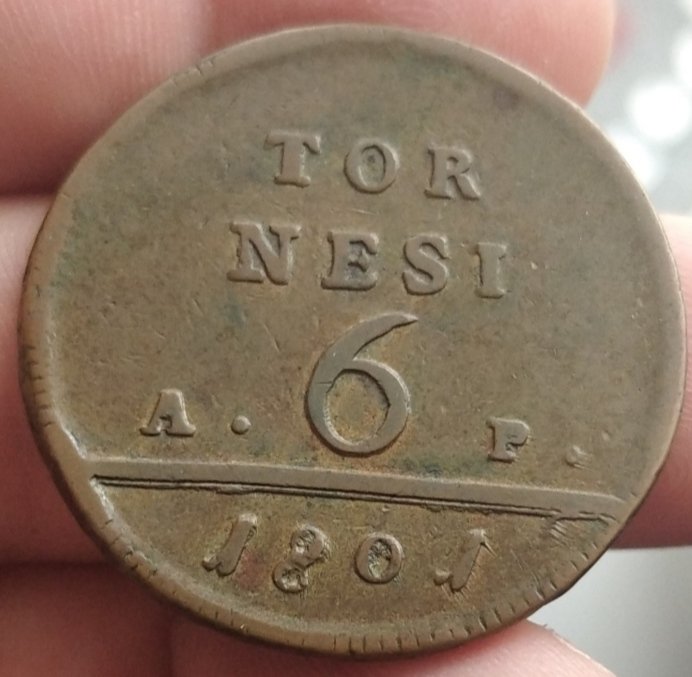 TOR
NESI
6
A. P.
1801